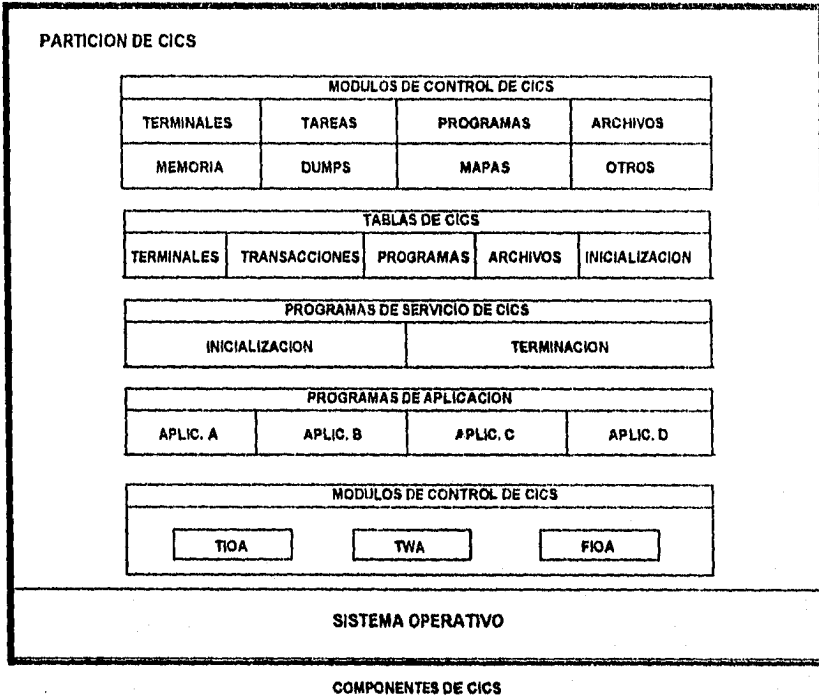 PARTICION DE CICS
MODULOS DE CONTROL DE CICS
TERMINALES TAREAS PROGRAMAS ARCHIVOS
MEMORIA DUMPS MAPAS OTROS
TABLAS DE CICS
TERMINALES TRANSACCIONES PROGRAMAS ARCHIVOS INICIALIZACION
PROGRAMAS DE SERVICIO DE CICS
INICIALIZACION TERMINACION
PROGRAMAS DE APLICACION
APLIC. A APLIC. B APLIC. C APLIC. D
MODULOS DE CONTROL DE CICS
TIOA TWA FIOA
SISTEMA OPERATIVO
COMPONENTES DE CICS